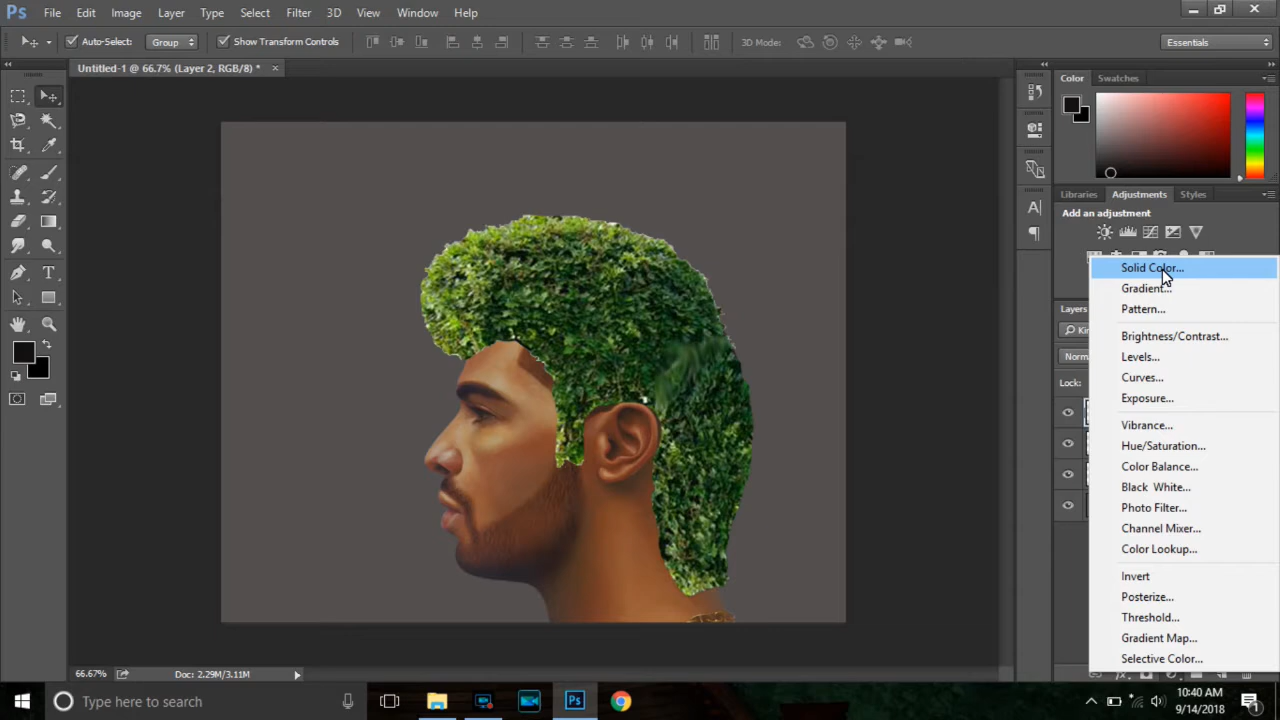 Ps File Edit Image Layer Type Select Filter 3D View Window Help
Auto-Select: Group Show Transform Controls 3D Mode: Essentials
Untitled-1 @ 66.7% (Layer 2, RGB/8) *
Color Swatches
Libraries Adjustments Styles
Add an adjustment
Solid Color...
Gradient...
Pattern...
Layers
Brightness/Contrast...
Levels...
Lock:
Curves...
Exposure...
Vibrance...
Hue/Saturation...
Color Balance...
Black White...
Photo Filter...
Channel Mixer...
Color Lookup...
Invert
Posterize...
Threshold...
Gradient Map...
Selective Color...
66.67% Doc: 2.29M/3.11M
Type here to search
Ps
10:40 AM
9/14/2018
1